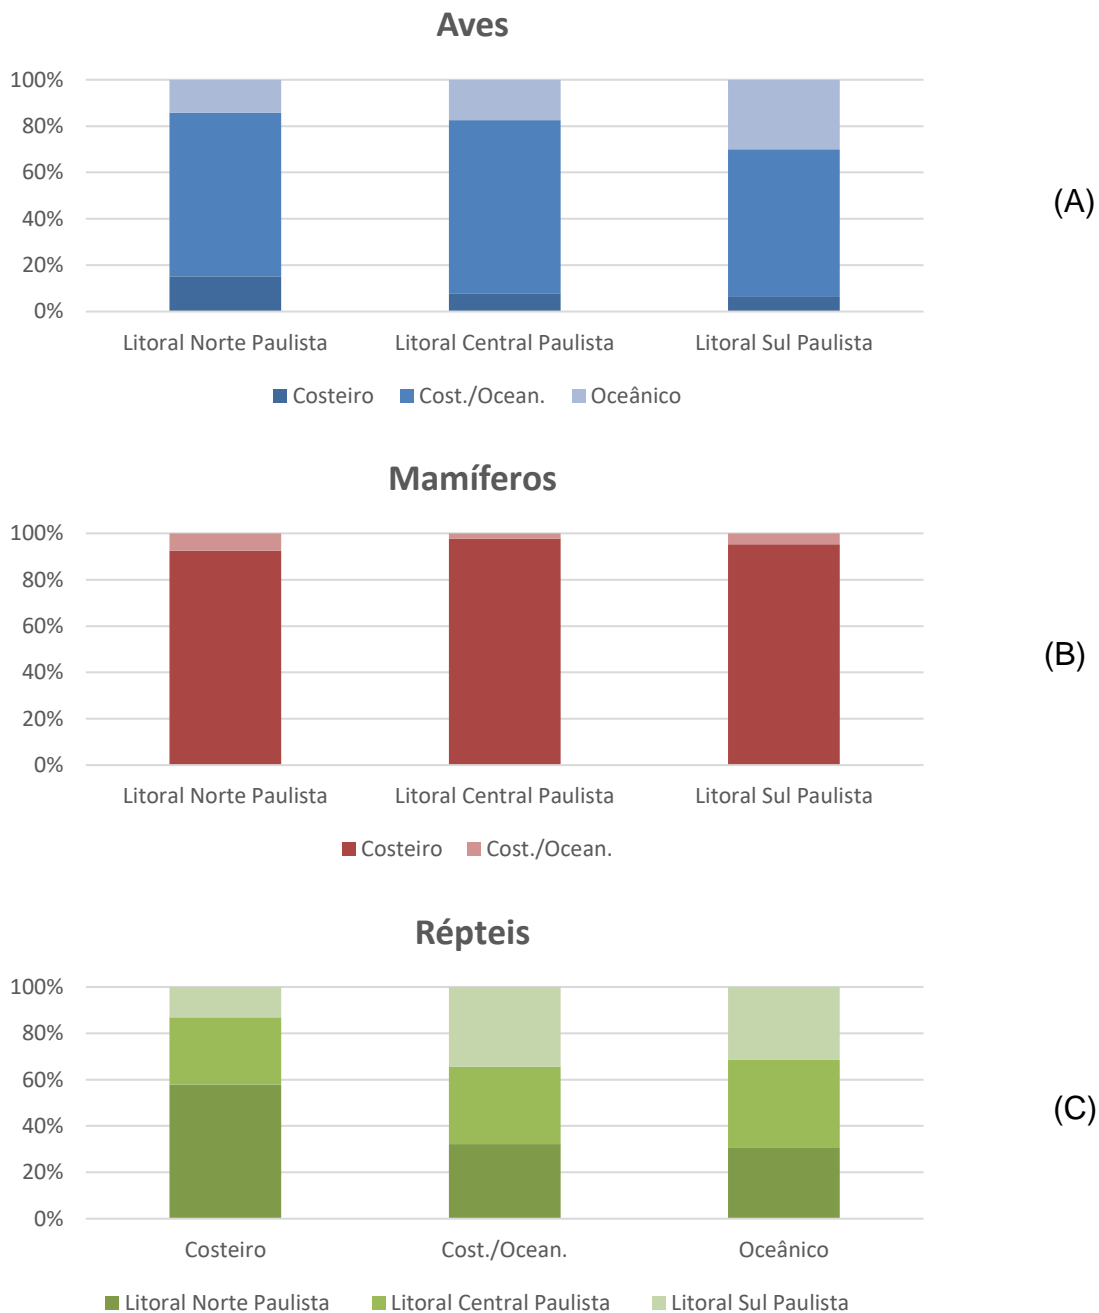 Aves
100%
80%
60%
40%
20%
0%
(A)
Litoral Norte Paulista Litoral Central Paulista Litoral Sul Paulista
Costeiro Cost./Ocean. Oceânico
Mamíferos
100%
80%
60%
40%
20%
0%
(B)
Litoral Norte Paulista Litoral Central Paulista Litoral Sul Paulista
Costeiro Cost./Ocean.
Répteis
100%
80%
60%
40%
20%
0%
(C)
Costeiro Cost./Ocean. Oceânico
Litoral Norte Paulista Litoral Central Paulista Litoral Sul Paulista